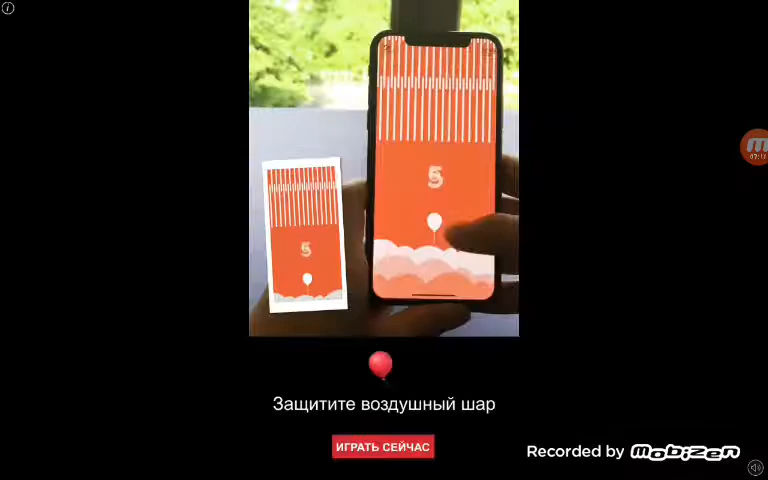 5
5
Защитите воздушный шар
ИГРАТЬ СЕЙЧАС
Recorded by mobizen